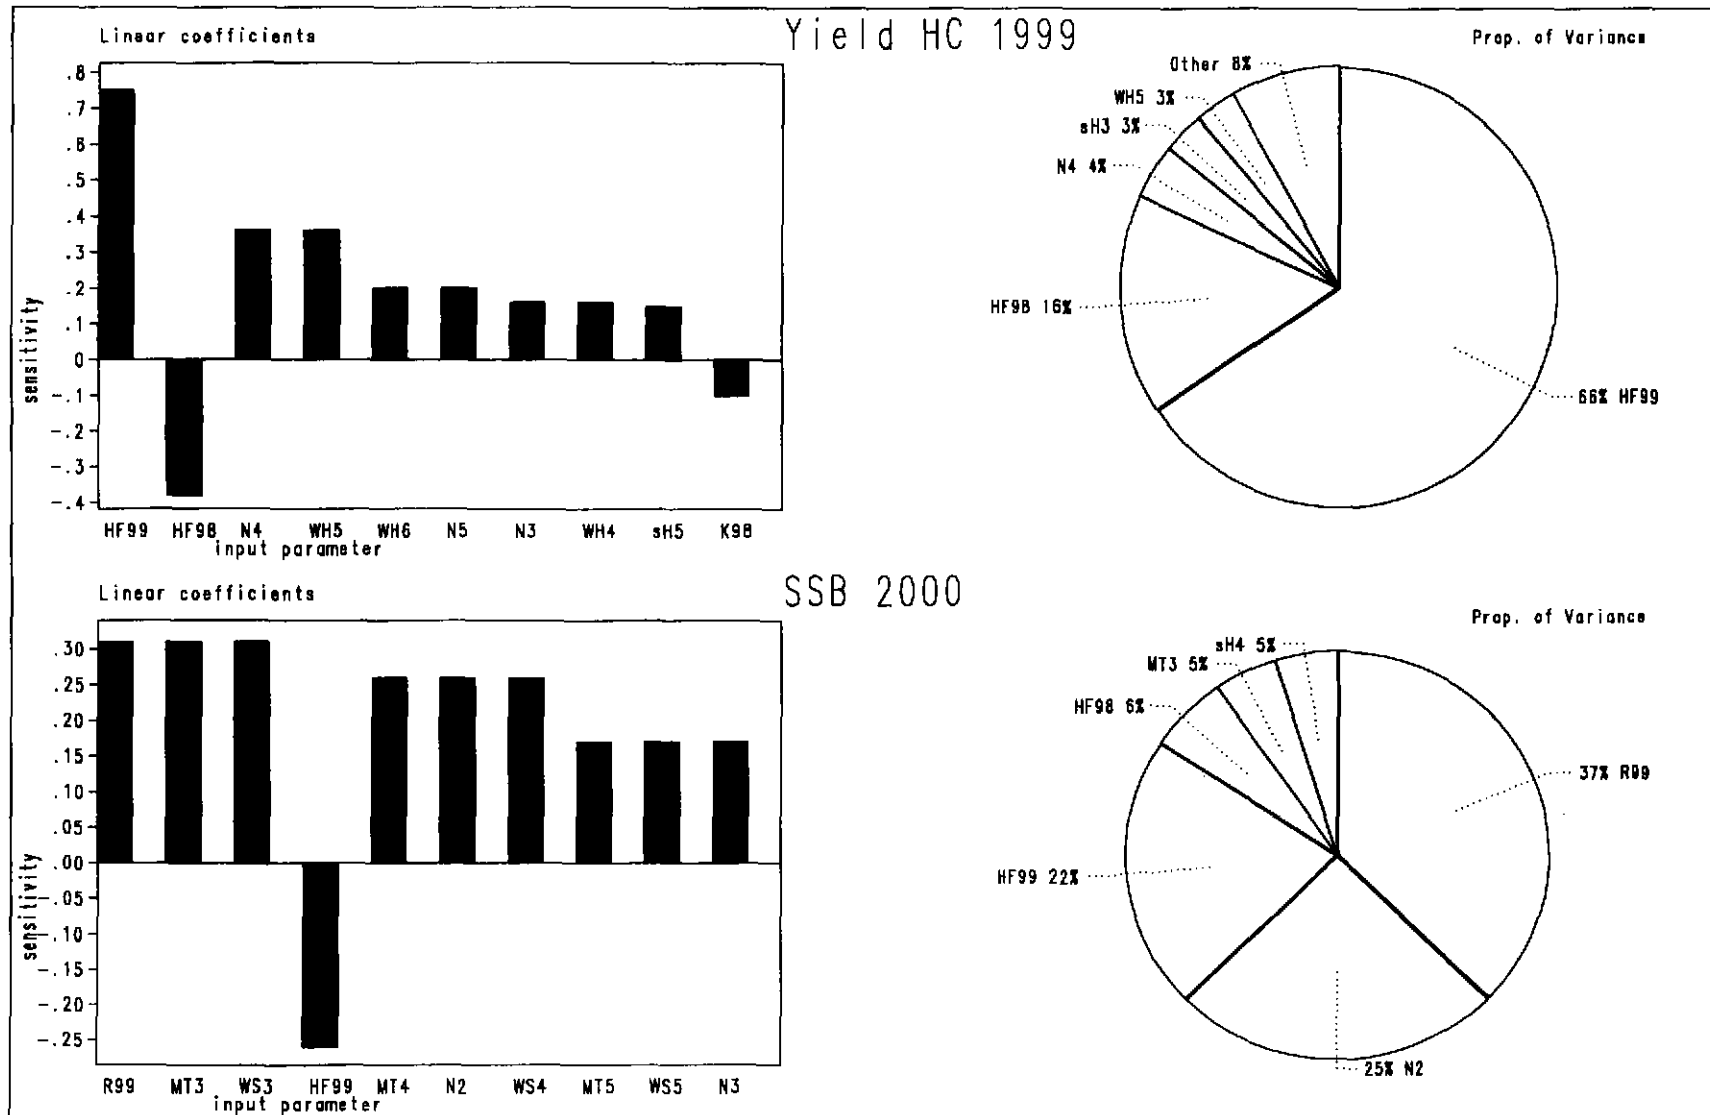 Yield HC 1999
Linear coefficients
Prop. of Variance
.8
.7
.6
.5
.4
.3
.2
.1
0
-.1
-.2
-.3
-.4
sensitivity
HF99 HF98 N4 WH5 WH6 N5 N3 WH4 sH5 K98
input parameter
Other 8%
WH5 3%
sH3 3%
N4 4%
HF98 16%
66% HF99
SSB 2000
Linear coefficients
Prop. of Variance
.30
.25
.20
.15
.10
.05
.00
-.05
-.10
-.15
-.20
-.25
sensitivity
R99 MT3 WS3 HF99 MT4 N2 WS4 MT5 WS5 N3
input parameter
sH4 5%
MT3 5%
HF98 6%
37% R99
HF99 22%
25% N2